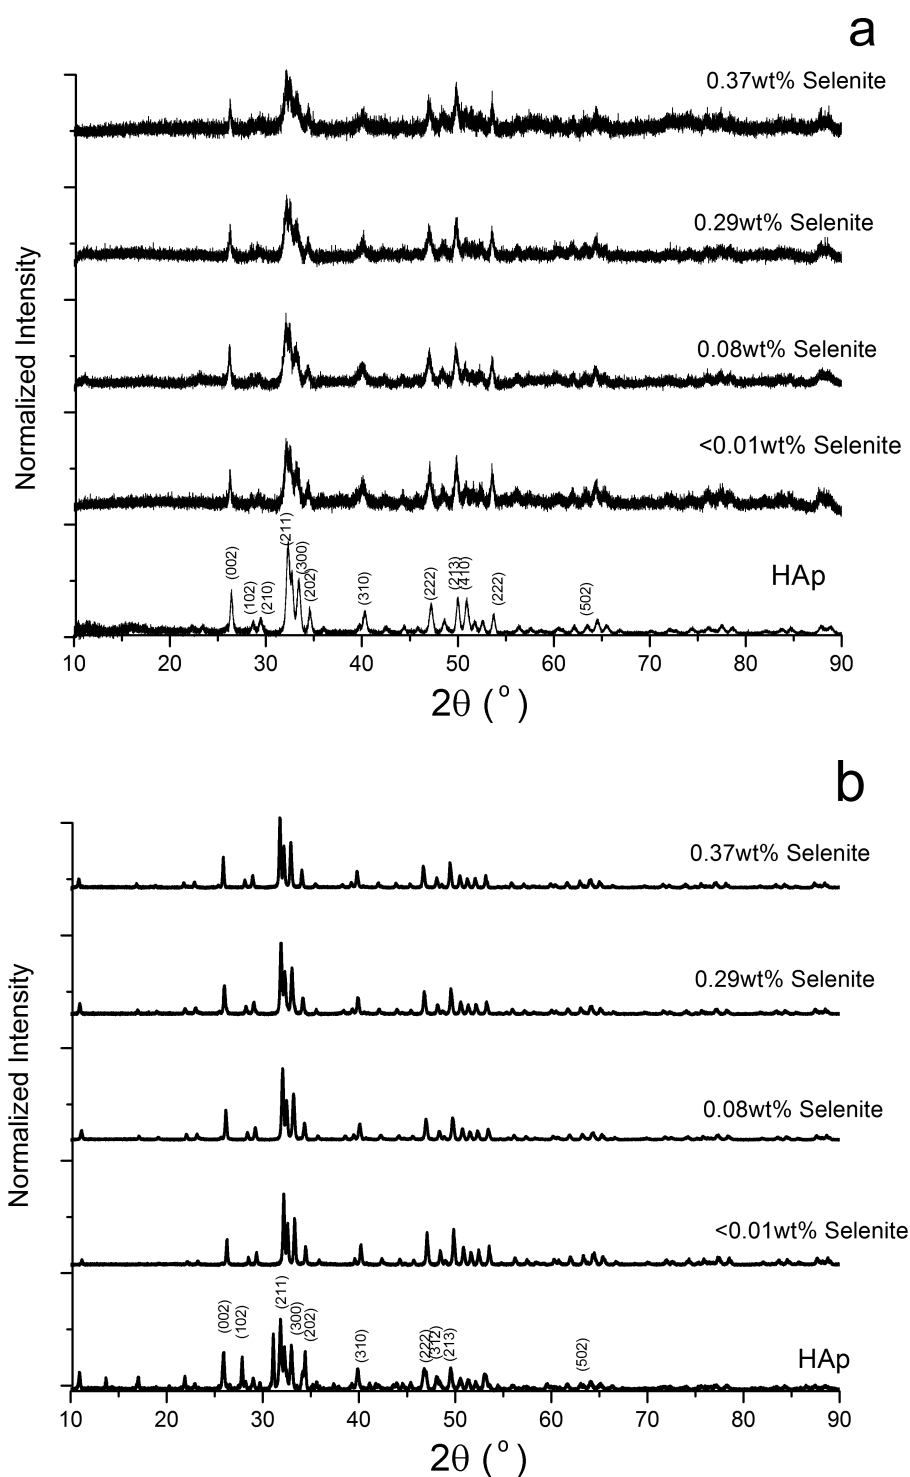 a
0.37wt% Selenite
0.29wt% Selenite
0.08wt% Selenite
<0.01wt% Selenite
HAp
(002)
(102)
(210)
(211)
(300)
(202)
(310)
(222)
(213)
(410)
(222)
(502)
Normalized Intensity
10 20 30 40 50 60 70 80 90
2θ (°)
b
0.37wt% Selenite
0.29wt% Selenite
0.08wt% Selenite
<0.01wt% Selenite
HAp
(002)
(102)
(211)
(300)
(202)
(310)
(222)
(312)
(213)
(502)
Normalized Intensity
10 20 30 40 50 60 70 80 90
2θ (°)